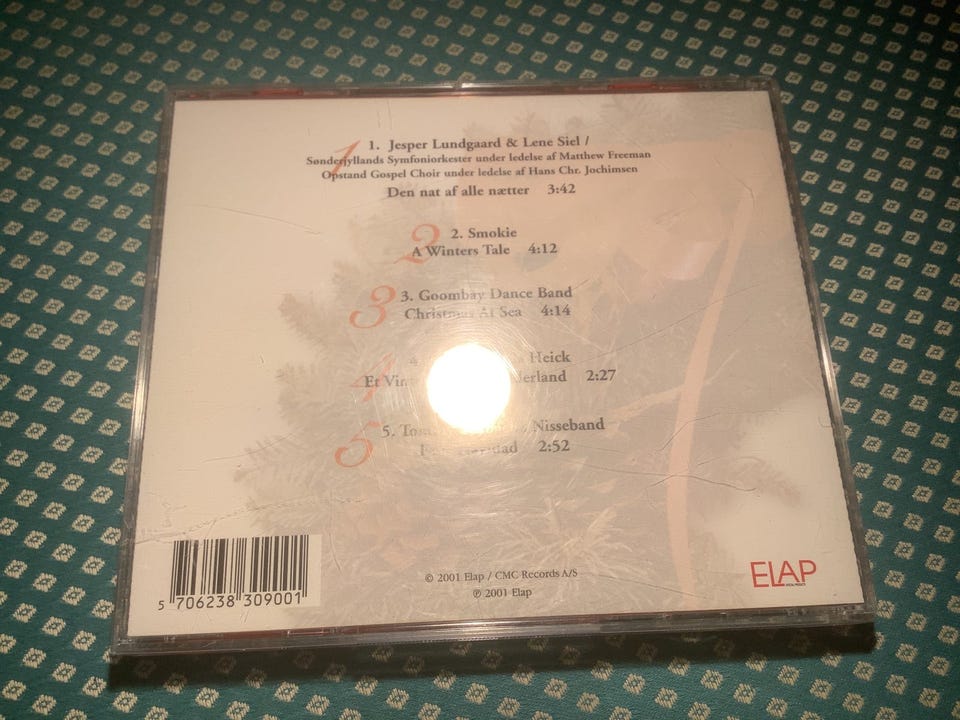 1. Jesper Lundgaard & Lene Siel /
Sønderjyllands Symfoniorkester under ledelse af Matthew Freeman
Opstand Gospel Choir under ledelse af Hans Chr. Jochimsen
Den nat af alle nætter 3:42
2. Smokie
A Winters Tale 4:12
3. Goombay Dance Band
Christmas At Sea 4:14
Heick
Et 2:27
5. Nisseband
2:52
5 706238 309001
© 2001 Elap / CMC Records A/S
℗ 2001 Elap
ELAP